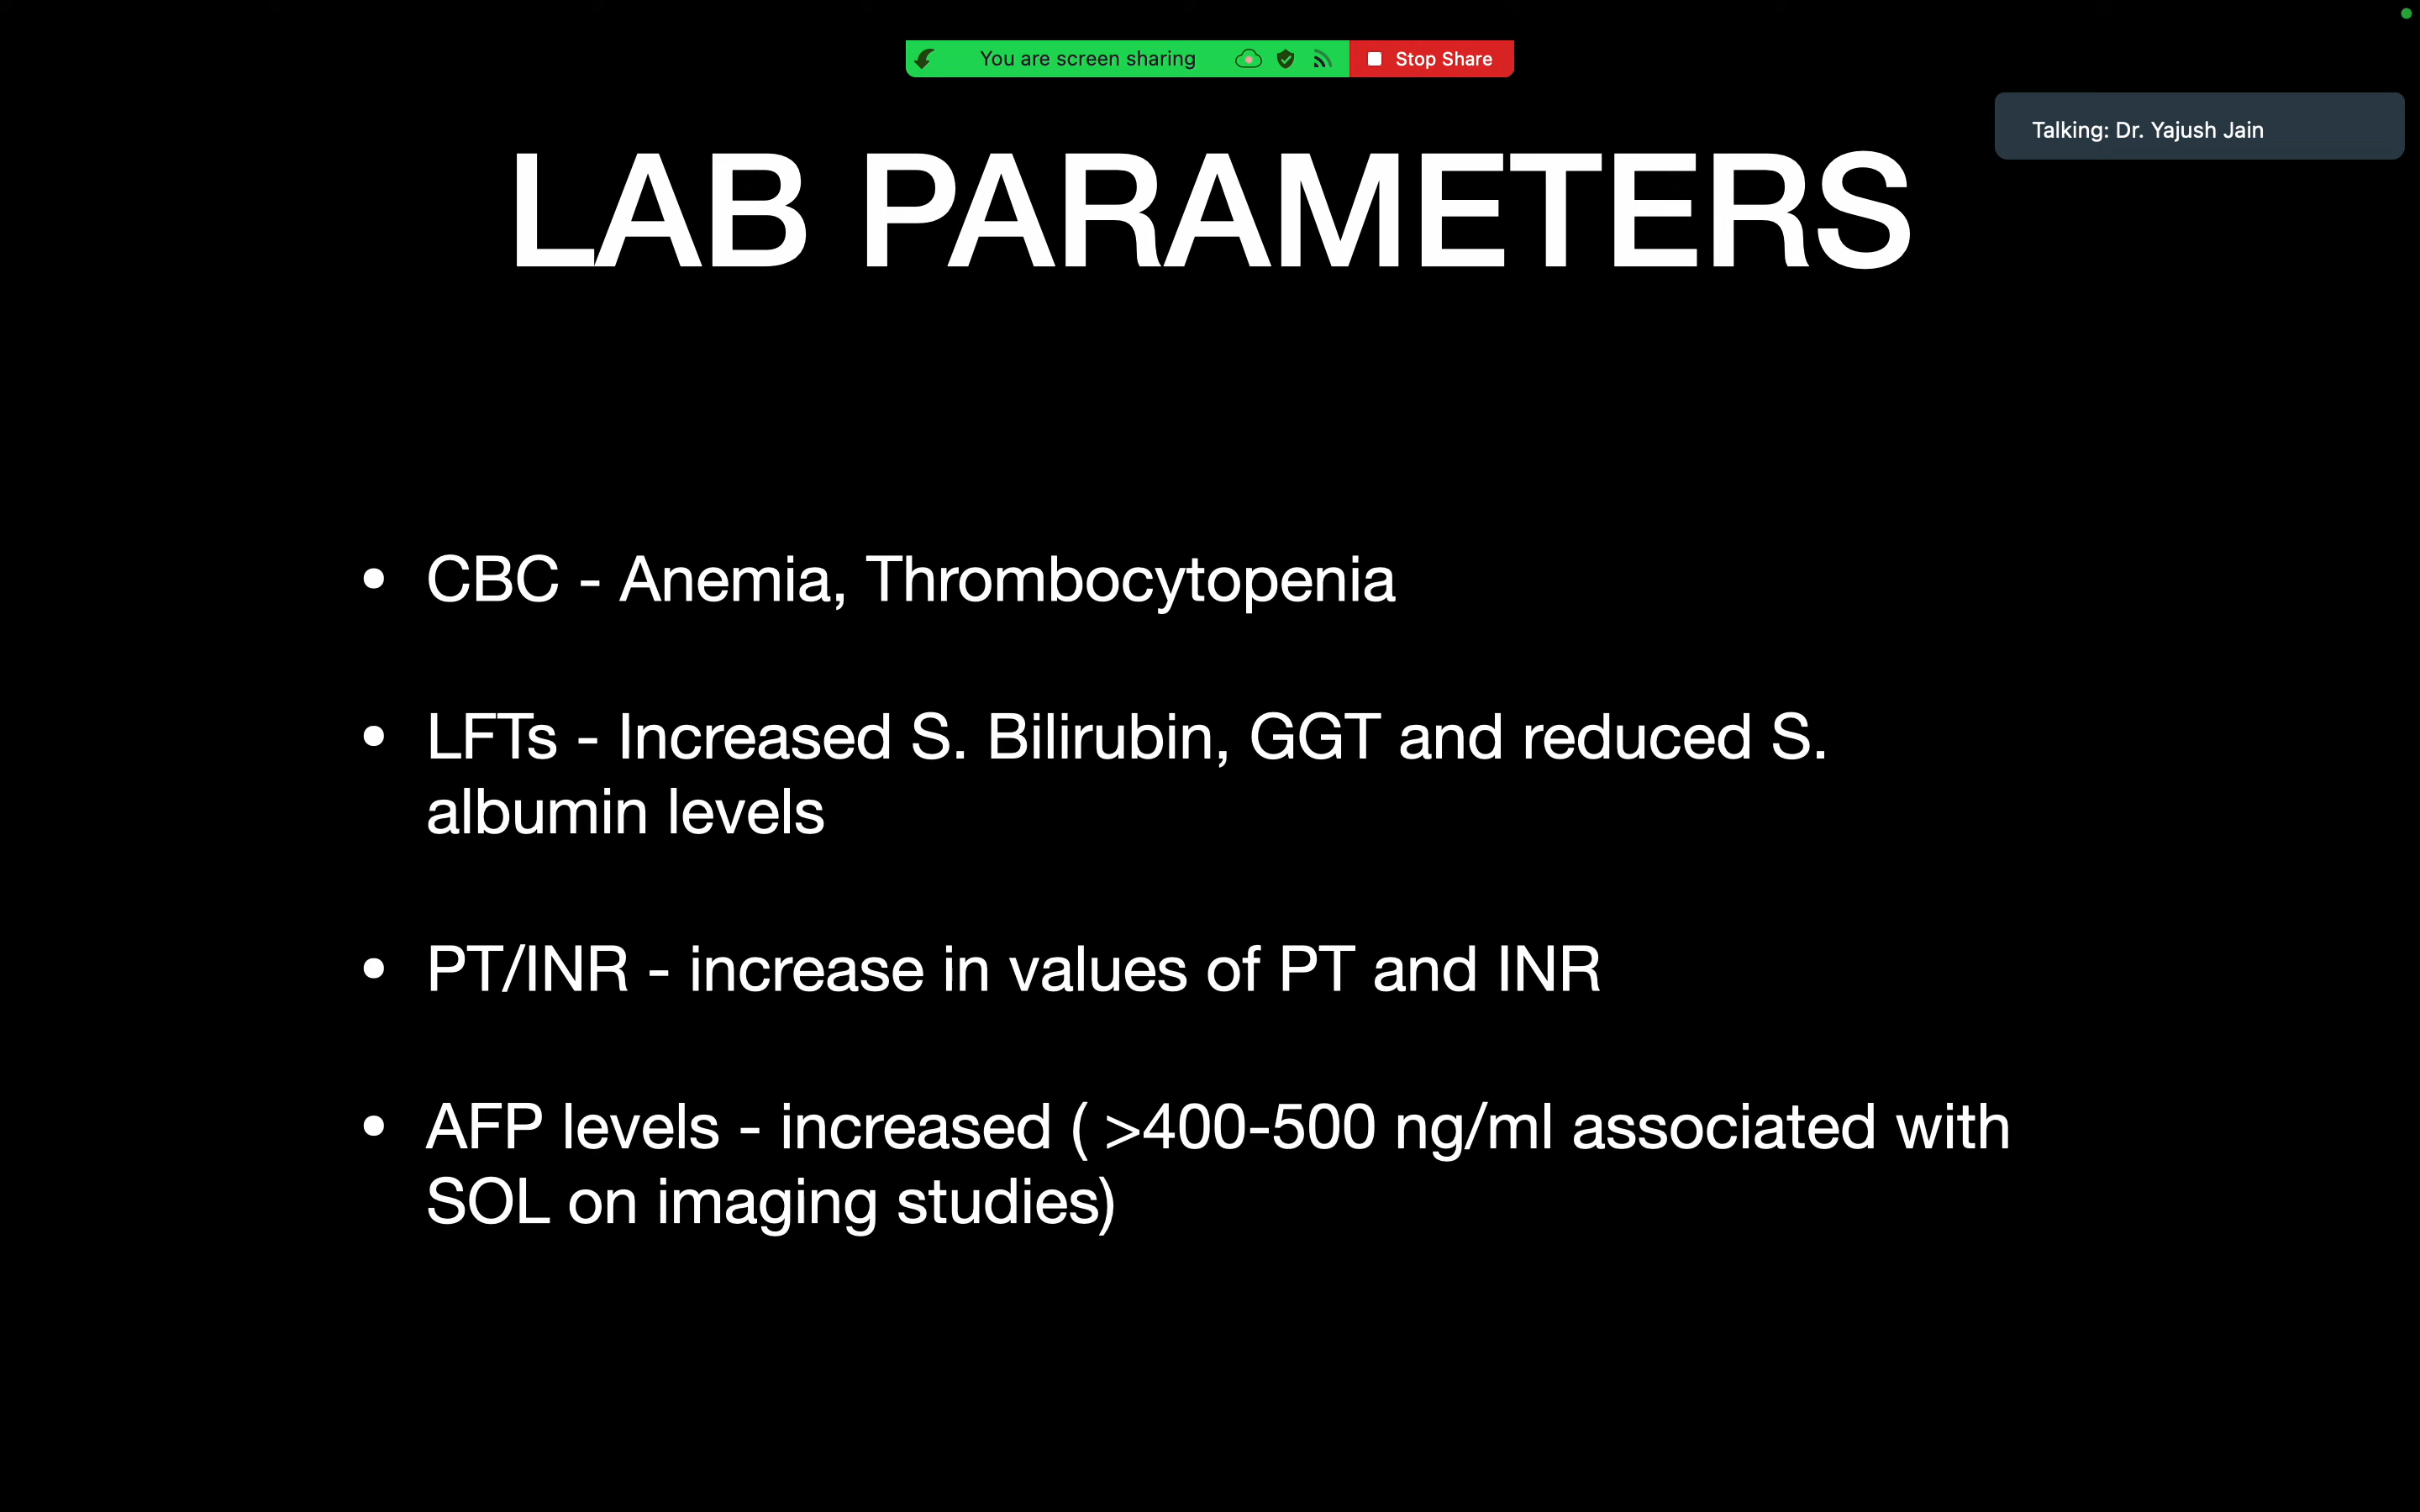 You are screen sharing
Stop Share
Talking: Dr. Yajush Jain
LAB PARAMETERS
• CBC - Anemia, Thrombocytopenia
• LFTs - Increased S. Bilirubin, GGT and reduced S.
albumin levels
• PT/INR - increase in values of PT and INR
• AFP levels - increased ( >400-500 ng/ml associated with
SOL on imaging studies)